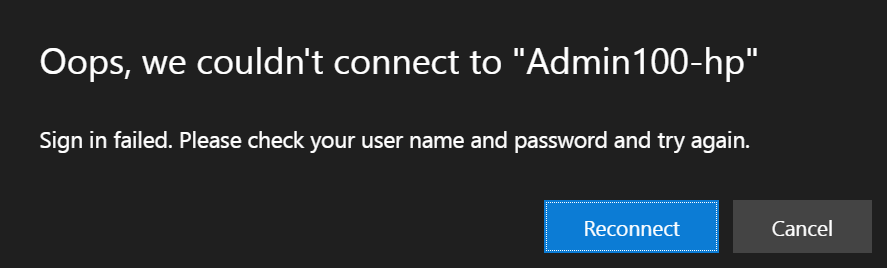 Oops, we couldn't connect to "Admin100-hp"
Sign in failed. Please check your user name and password and try again.
Reconnect
Cancel